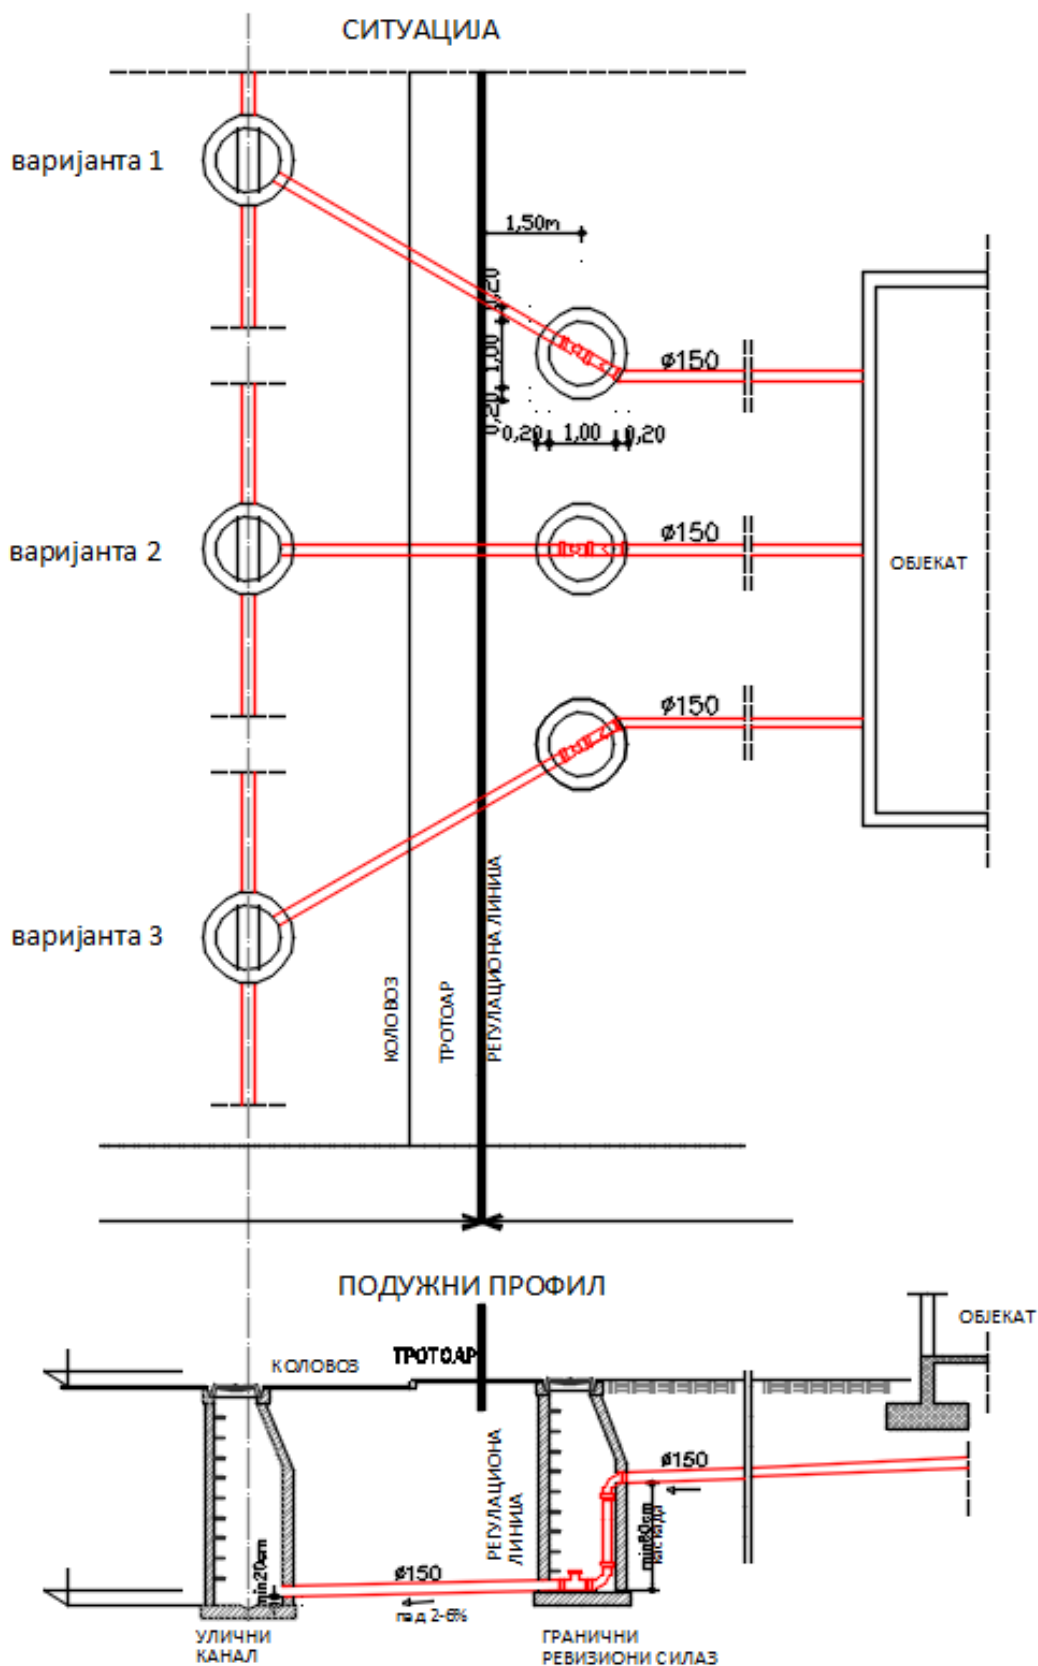 СИТУАЦИЈА
варијанта 1
1,50m
0,20
1,00
0,20
ø150
0,20
1,00
0,20
варијанта 2
ø150
ОБЈЕКАТ
ø150
варијанта 3
КОЛОВОЗ
ТРОТОАР
РЕГУЛАЦИОНА ЛИНИЈА
ПОДУЖНИ ПРОФИЛ
ОБЈЕКАТ
КОЛОВОЗ
ТРОТОАР
РЕГУЛАЦИОНА
ЛИНИЈА
ø150
min80cm
каскада
min20cm
ø150
пад 2-6%
УЛИЧНИ
КАНАЛ
ГРАНИЧНИ
РЕВИЗИОНИ СИЛАЗ